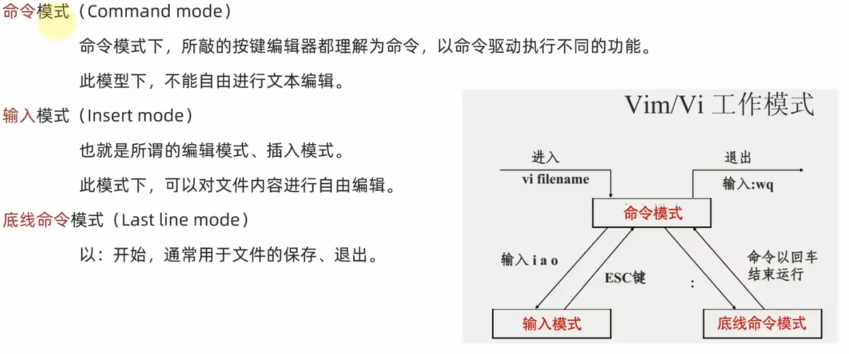 命令模式（Command mode）
命令模式下，所敲的按键编辑器都理解为命令，以命令驱动执行不同的功能。
此模型下，不能自由进行文本编辑。
输入模式（Insert mode）
也就是所谓的编辑模式、插入模式。
此模式下，可以对文件内容进行自由编辑。
底线命令模式（Last line mode）
以：开始，通常用于文件的保存、退出。
Vim/Vi 工作模式
进入
vi filename
退出
输入:wq
命令模式
输入 i a o
ESC键
:
命令以回车
结束运行
输入模式
底线命令模式